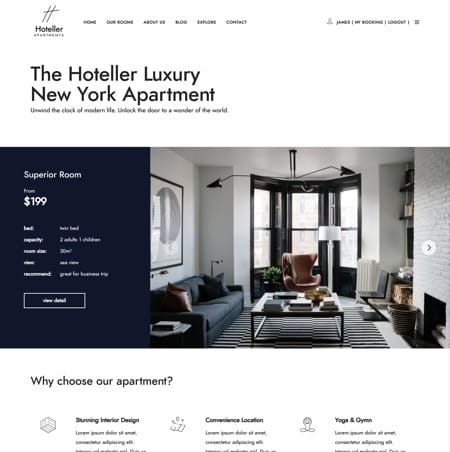 Hoteller
APARTMENTS
HOME OUR ROOMS ABOUT US BLOG EXPLORE CONTACT
JAMES | MY BOOKING | LOGOUT |
The Hoteller Luxury
New York Apartment
Unwind the clock of modern life. Unlock the door to a wonder of the world.
Superior Room
From
$199
bed: twin bed
capacity: 2 adults 1 children
room size: 30m²
view: sea view
recommend: great for business trip
view detail
Why choose our apartment?
Stunning Interior Design
Lorem ipsum dolor sit amet,
consectetur adipiscing elit.
Convenience Location
Lorem ipsum dolor sit amet,
consectetur adipiscing elit.
Yoga & Gymn
Lorem ipsum dolor sit amet,
consectetur adipiscing elit.